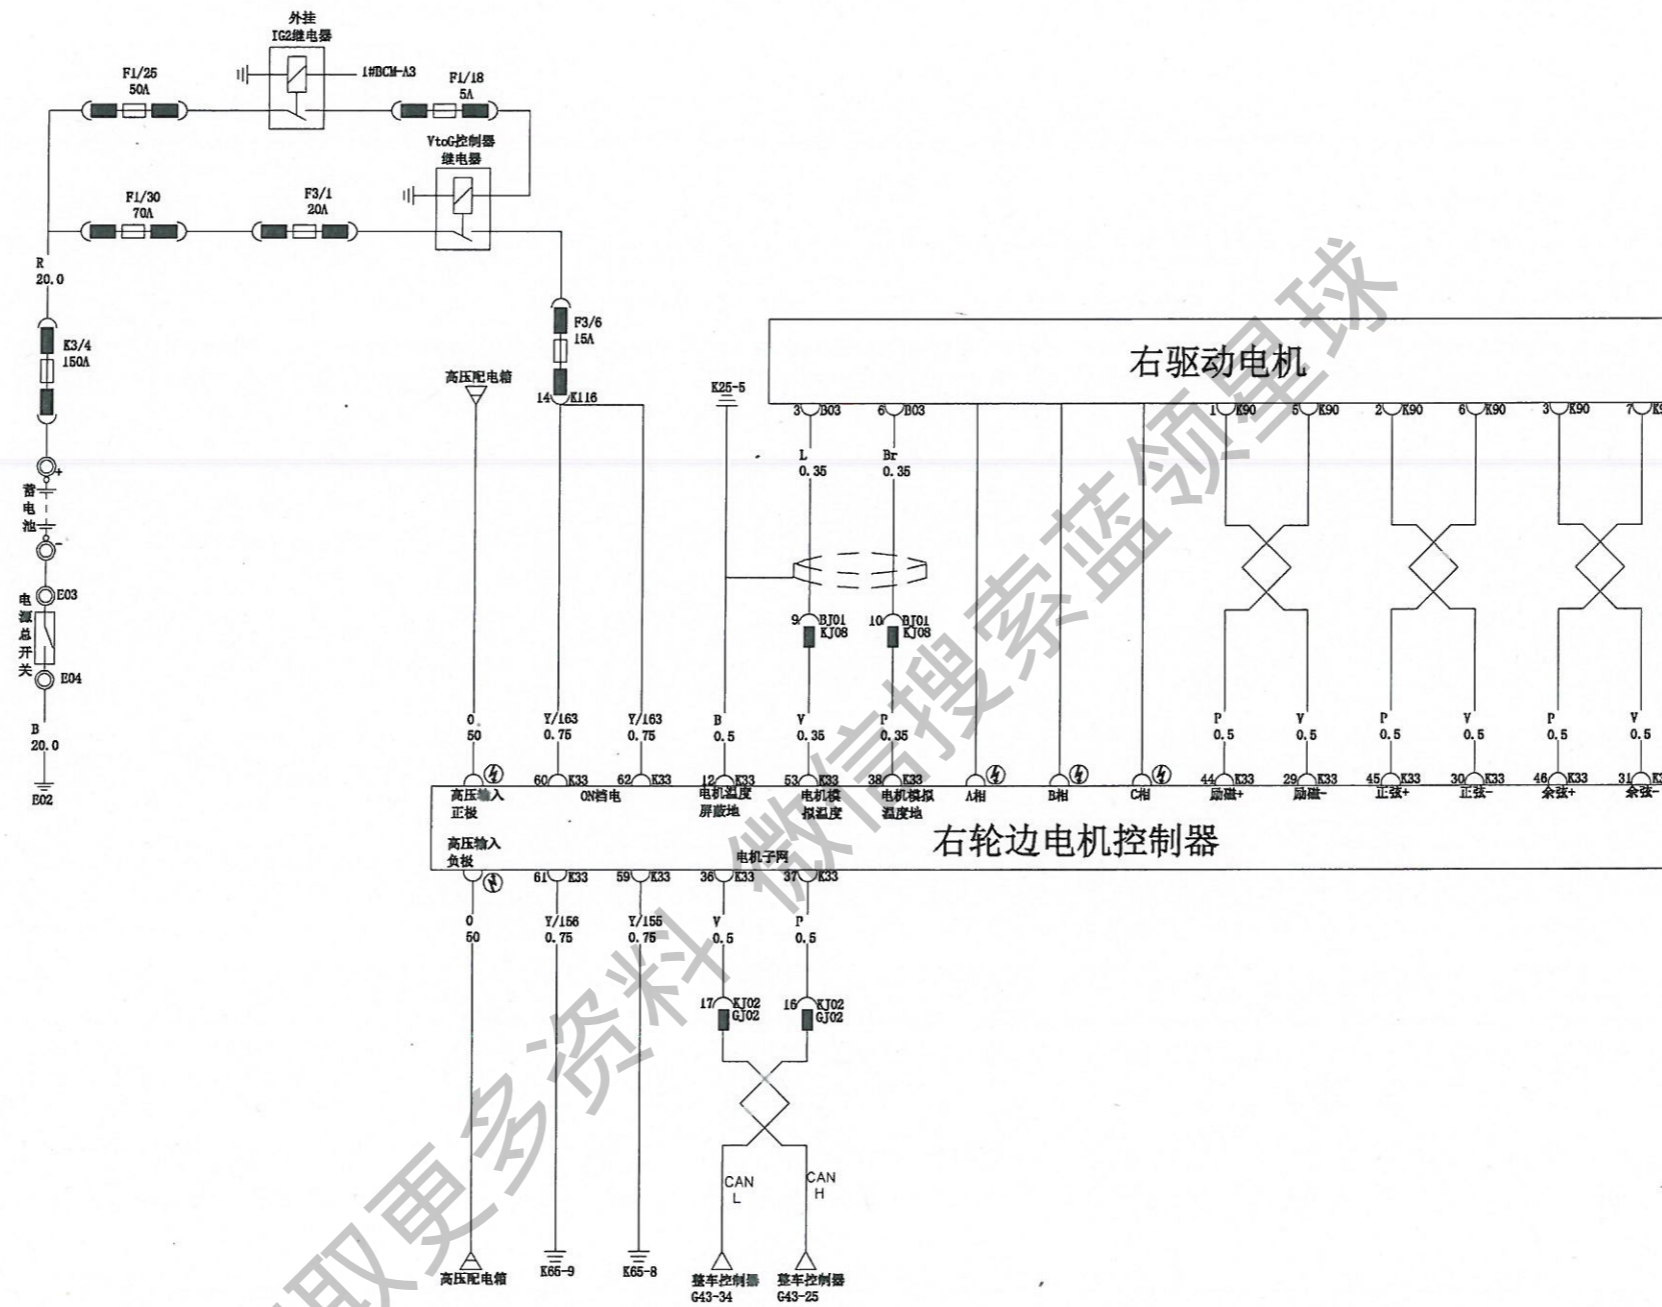 外挂
IG2继电器
1#BCM-A3
F1/25
50A
F1/18
5A
VtoG控制器
继电器
F1/30
70A
F3/1
20A
R
20.0
K3/4
150A
F3/6
15A
14 K116
高压配电箱
K25-5
右驱动电机
3 B03
6 B03
1 K90
5 K90
2 K90
6 K90
3 K90
7
L
0.35
Br
0.35
+
蓄电池
-
E03
电源总开关
E04
B
20.0
E02
9 BJ01
KJ08
10 BJ01
KJ08
O
50
Y/163
0.75
Y/163
0.75
B
0.5
V
0.35
P
0.35
P
0.5
V
0.5
P
0.5
V
0.5
P
0.5
V
0.5
60 K33
62 K33
12 K33
53 K33
38 K33
44 K33
29 K33
45 K33
30 K33
46 K33
31
高压输入
正极
ON档电
电机温度
屏蔽地
电机模
拟温度
电机模拟
温度地
A相
B相
C相
励磁+
励磁-
正弦+
正弦-
余弦+
余弦-
右轮边电机控制器
高压输入
负极
电机子网
61 K33
59 K33
36 K33
37 K33
O
50
Y/156
0.75
Y/155
0.75
V
0.5
P
0.5
17 KJ02
GJ02
16 KJ02
GJ02
CAN
L
CAN
H
高压配电箱
K65-9
K65-8
整车控制器
G43-34
整车控制器
G43-25
取更多资料 微信搜索蓝领星球